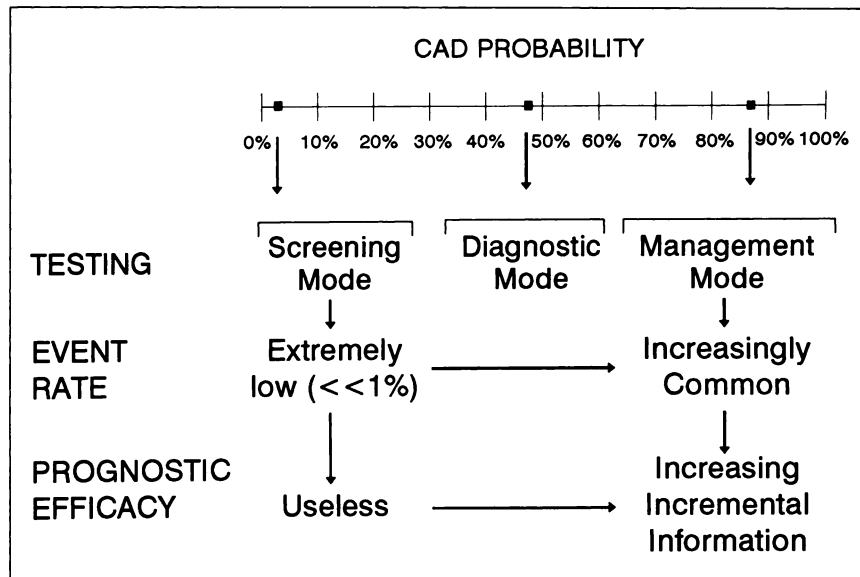 CAD PROBABILITY
0% 10% 20% 30% 40% 50% 60% 70% 80% 90% 100%
TESTING
Screening
Mode
Diagnostic
Mode
Management
Mode
EVENT
RATE
Extremely
low (<<1%)
Increasingly
Common
PROGNOSTIC
EFFICACY
Useless
Increasing
Incremental
Information